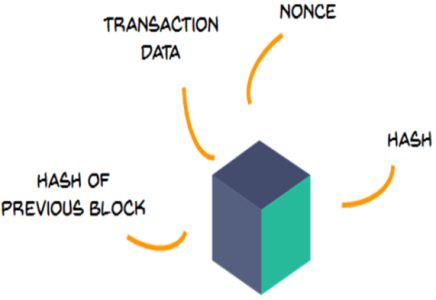 TRANSACTION
DATA
NONCE
HASH
HASH OF
PREVIOUS BLOCK